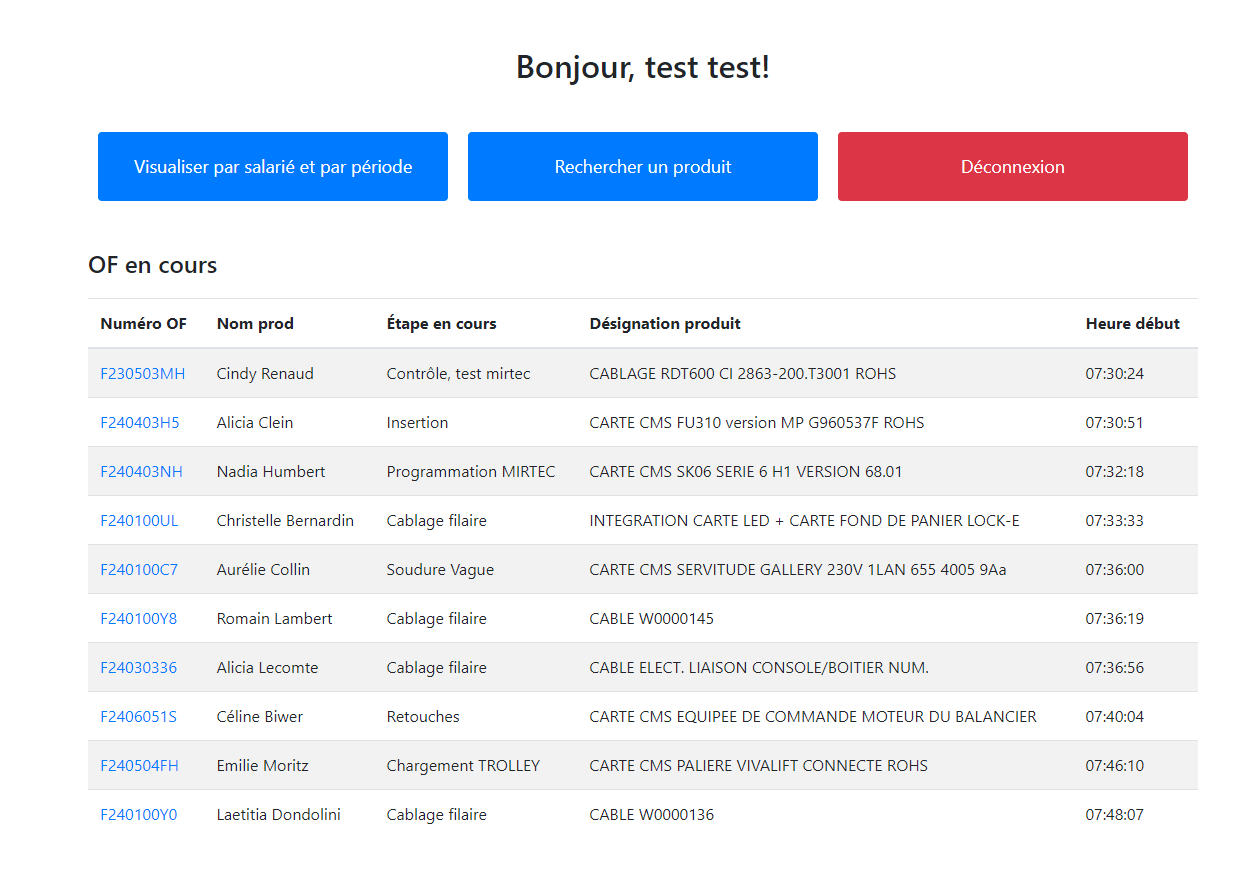 Bonjour, test test!
Visualiser par salarié et par période Rechercher un produit Déconnexion
OF en cours
Numéro OF Nom prod Étape en cours Désignation produit Heure début
F230503MH Cindy Renaud Contrôle, test mirtec CABLAGE RDT600 CI 2863-200.T3001 ROHS 07:30:24
F240403H5 Alicia Clein Insertion CARTE CMS FU310 version MP G960537F ROHS 07:30:51
F240403NH Nadia Humbert Programmation MIRTEC CARTE CMS SK06 SERIE 6 H1 VERSION 68.01 07:32:18
F240100UL Christelle Bernardin Cablage filaire INTEGRATION CARTE LED + CARTE FOND DE PANIER LOCK-E 07:33:33
F240100C7 Aurélie Collin Soudure Vague CARTE CMS SERVITUDE GALLERY 230V 1LAN 655 4005 9Aa 07:36:00
F240100Y8 Romain Lambert Cablage filaire CABLE W0000145 07:36:19
F24030336 Alicia Lecomte Cablage filaire CABLE ELECT. LIAISON CONSOLE/BOITIER NUM. 07:36:56
F2406051S Céline Biwer Retouches CARTE CMS EQUIPEE DE COMMANDE MOTEUR DU BALANCIER 07:40:04
F240504FH Emilie Moritz Chargement TROLLEY CARTE CMS PALIERE VIVALIFT CONNECTE ROHS 07:46:10
F240100Y0 Laetitia Dondolini Cablage filaire CABLE W0000136 07:48:07